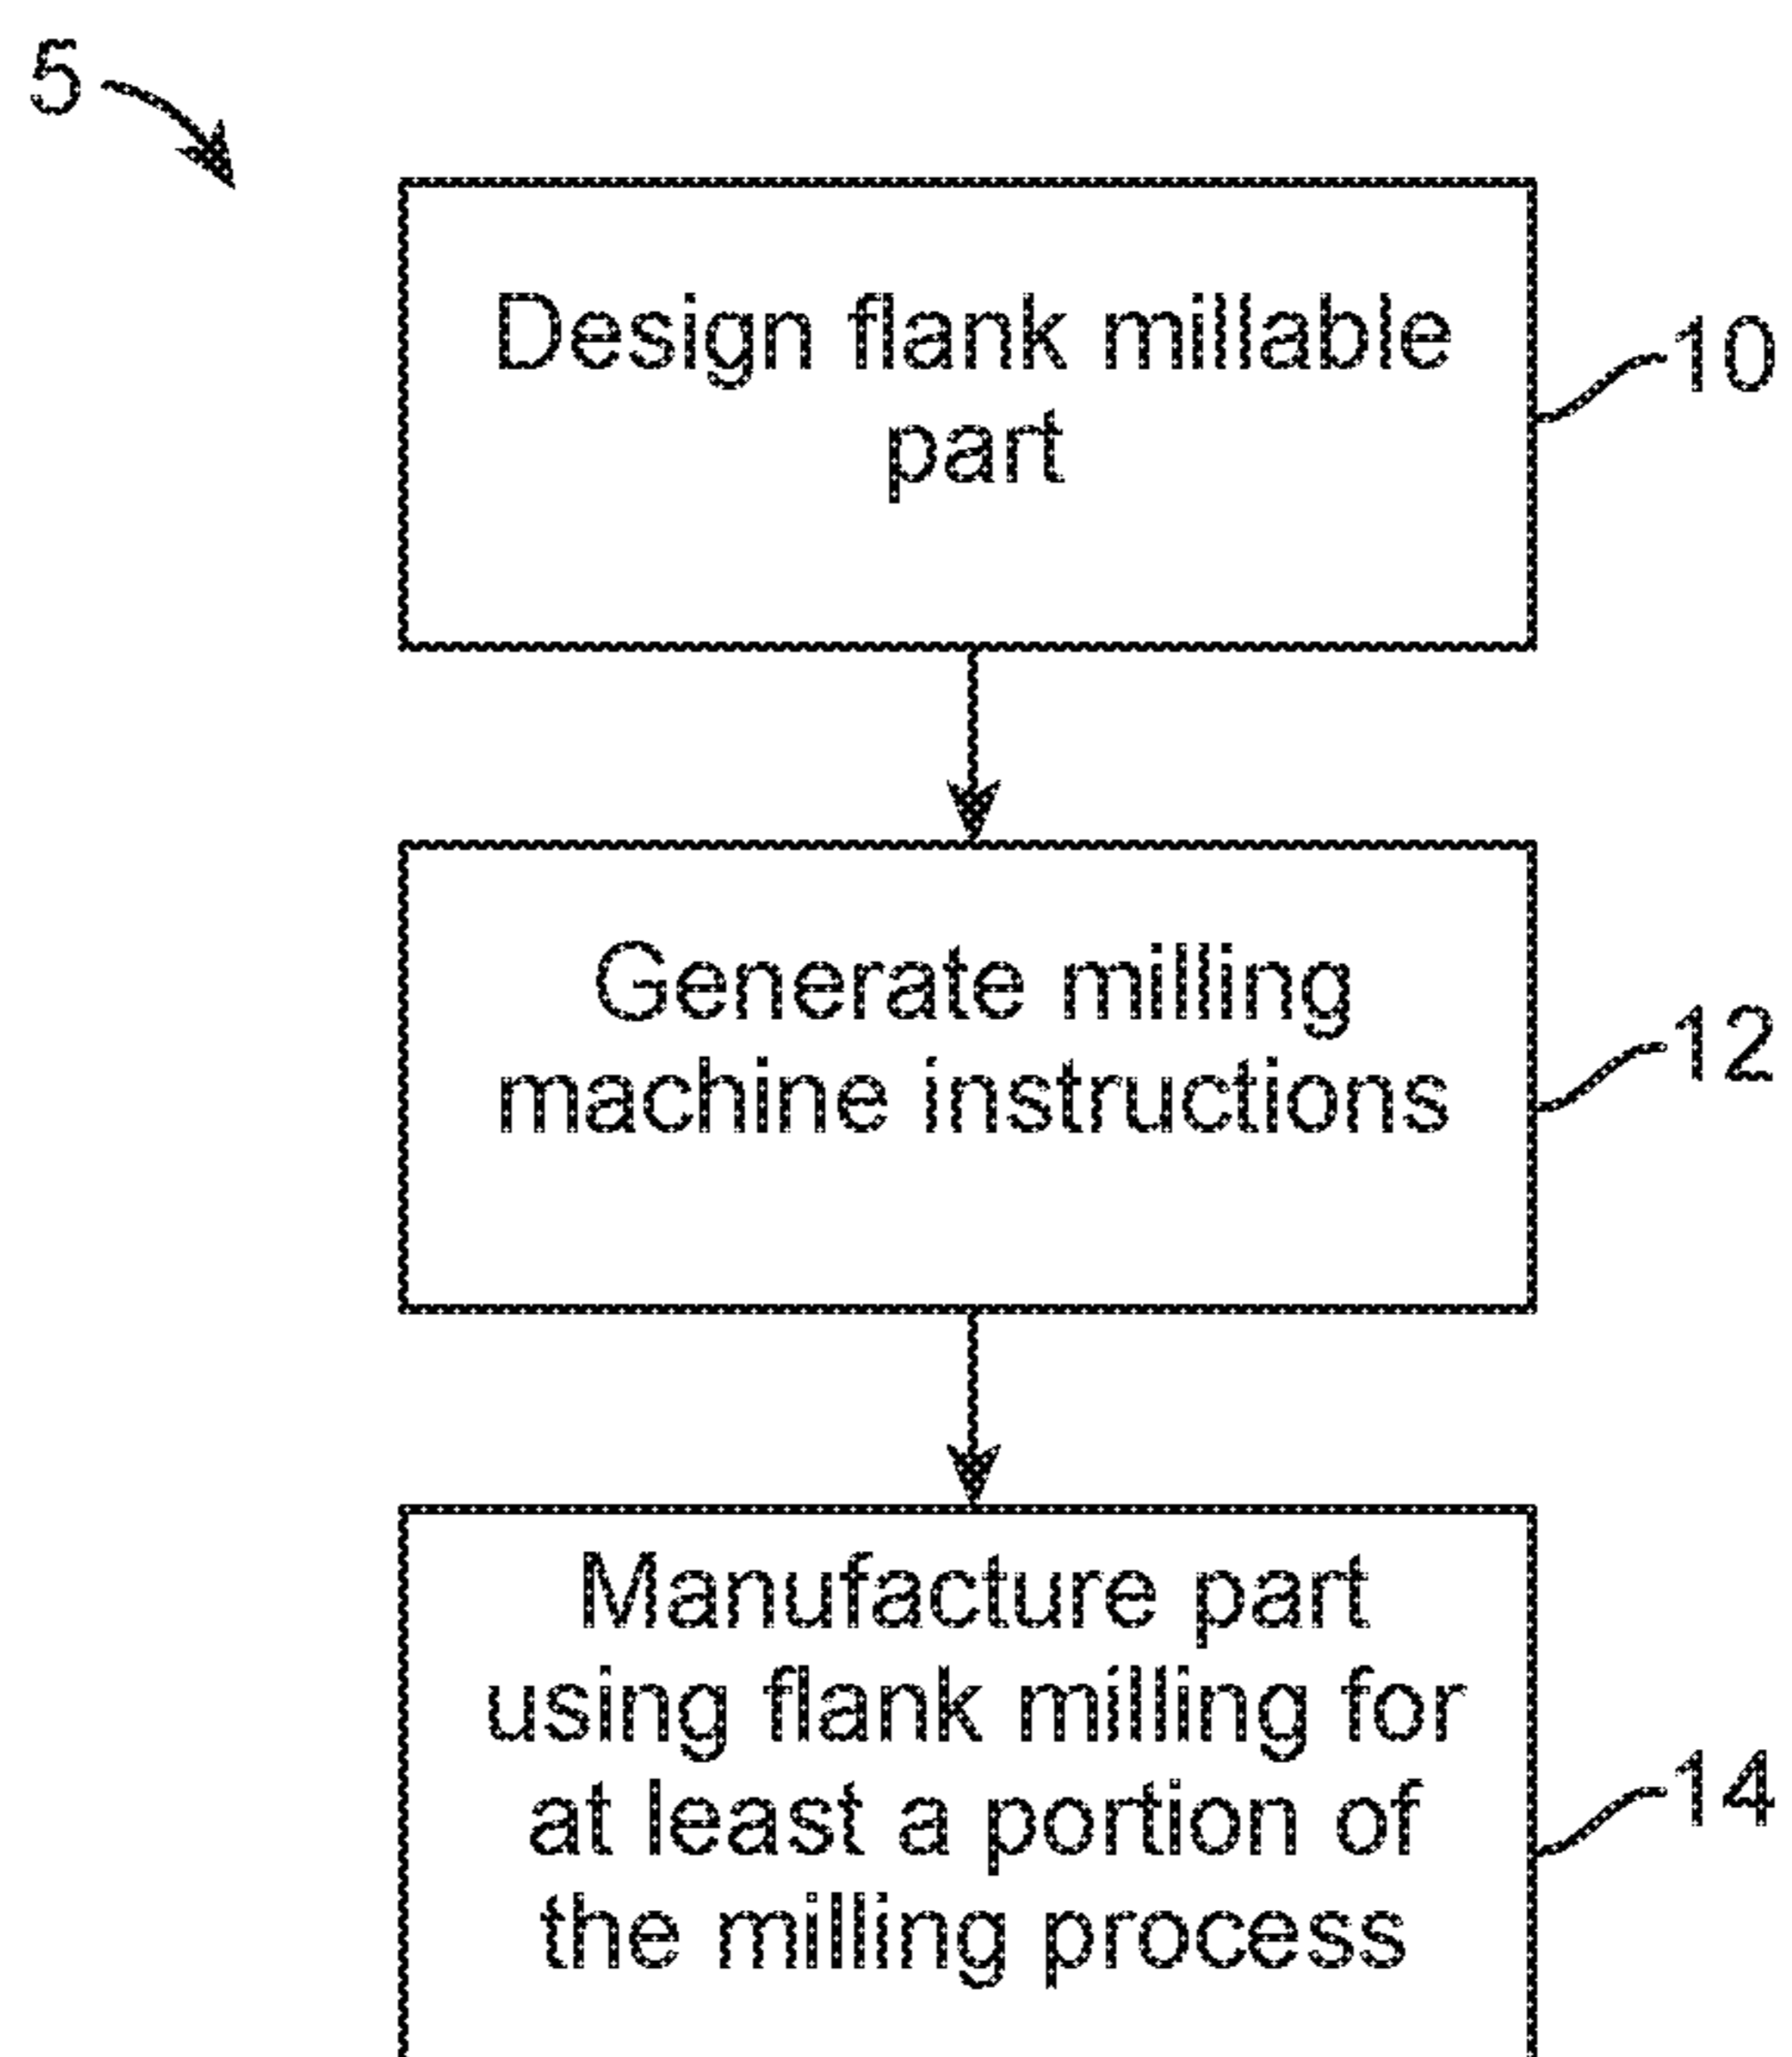 5
Design flank millable
part
10
Generate milling
machine instructions
12
Manufacture part
using flank milling for
at least a portion of
the milling process
14